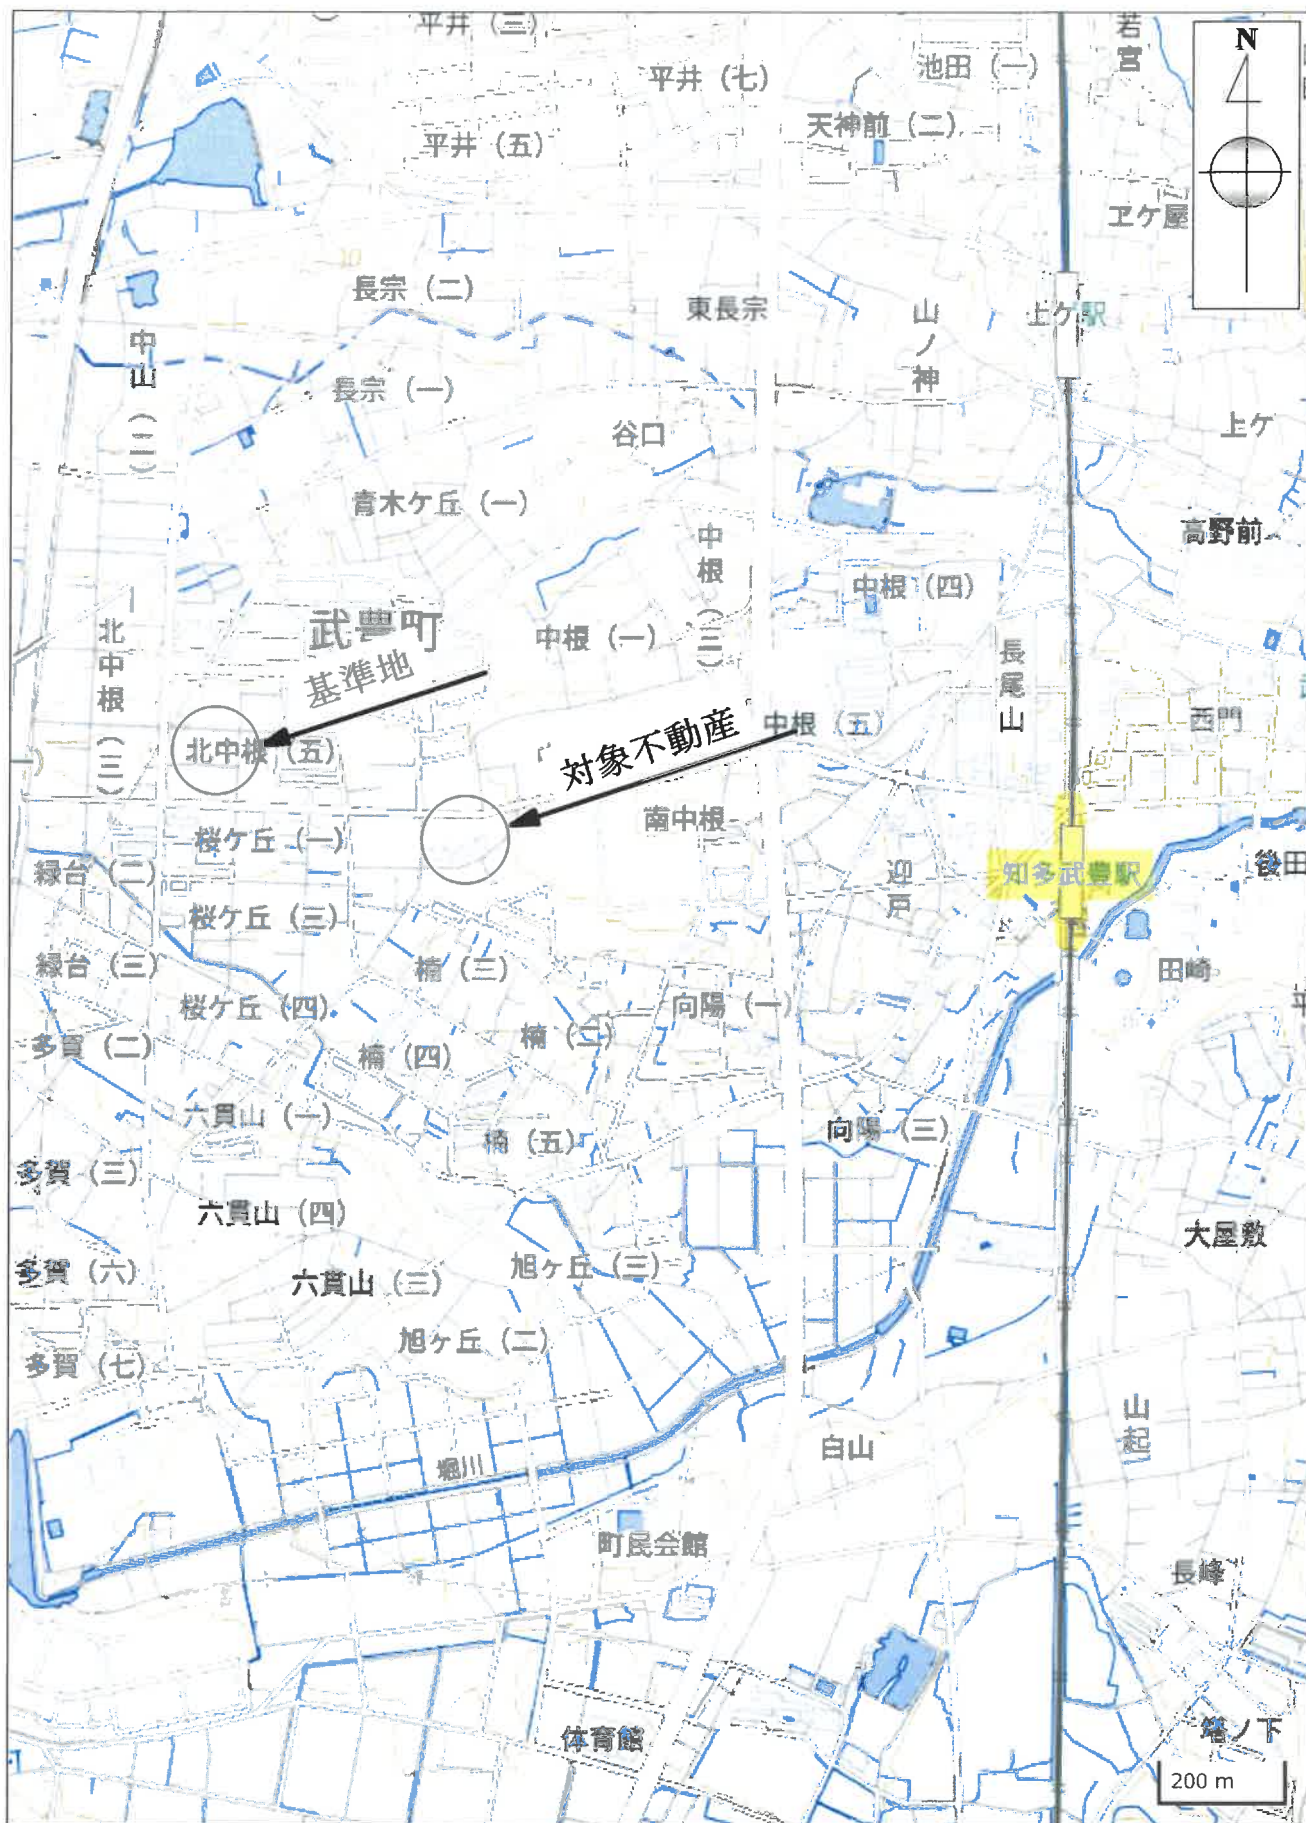 平井（三）
若宮
池田（一）
N
平井（七）
天神前（二）
平井（五）
ヱケ屋
長宗（二）
東長宗
山ノ神
上ケ駅
中山（二）
長宗（一）
谷口
上ケ
青木ケ丘（一）
中根（三）
高野前
中根（四）
武豊町
北中根（三）
中根（一）
長尾山
基準地
西門
中根（五）
対象不動産
北中根（五）
南中根
桜ケ丘（一）
緑台（二）
迎戸
知多武豊駅
後田
桜ケ丘（三）
緑台（三）
楠（三）
田崎
桜ケ丘（四）
向陽（一）
楠（二）
多賀（二）
楠（四）
六貫山（一）
向陽（三）
楠（五）
多賀（三）
六貫山（四）
大屋敷
旭ケ丘（三）
多賀（六）
六貫山（三）
旭ケ丘（二）
多賀（七）
山起
白山
堀川
町民会館
長峰
体育館
塔ノ下
200 m